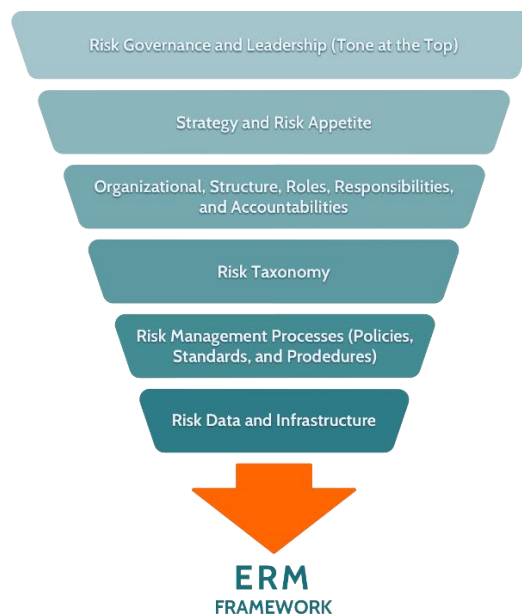 Risk Governance and Leadership (Tone at the Top)
Strategy and Risk Appetite
Organizational, Structure, Roles, Responsibilities,
and Accountabilities
Risk Taxonomy
Risk Management Processes (Policies,
Standards, and Prodedures)
Risk Data and Infrastructure
ERM
FRAMEWORK